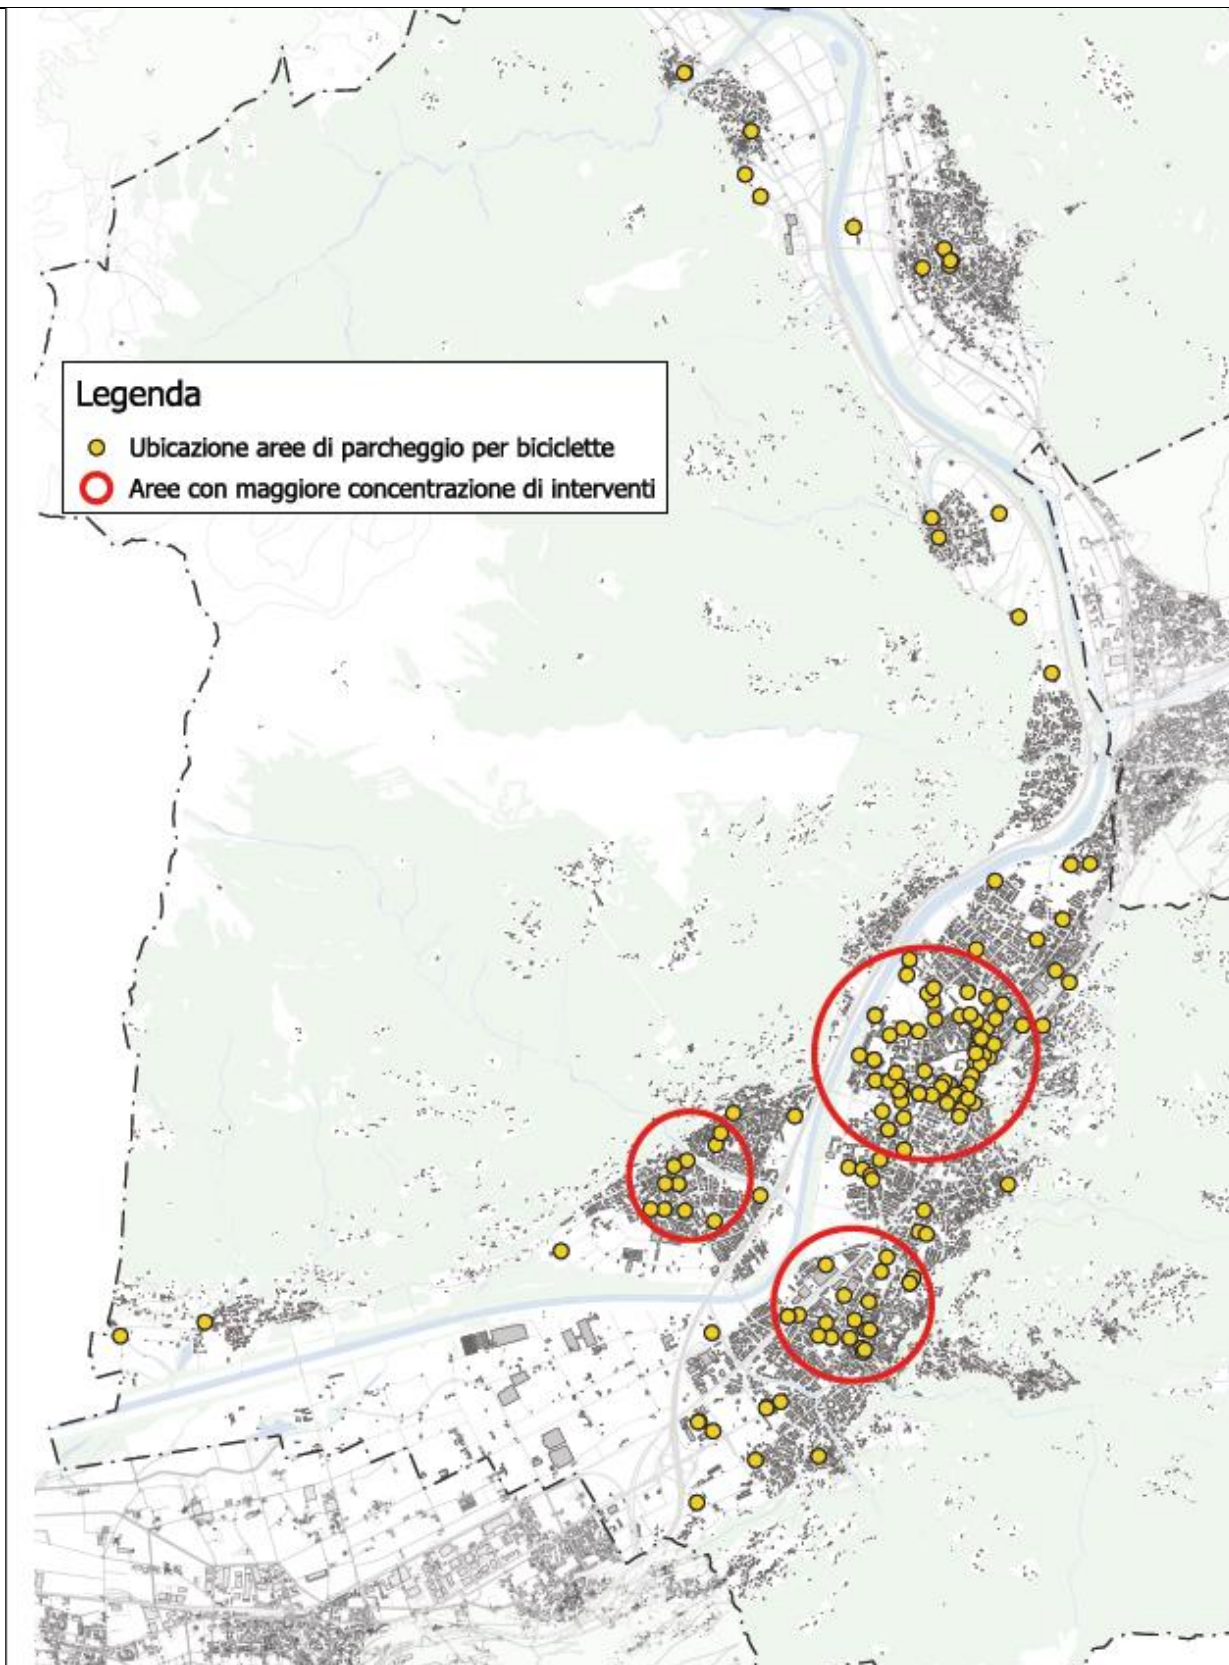 Legenda
Ubicazione aree di parcheggio per biciclette
Aree con maggiore concentrazione di interventi